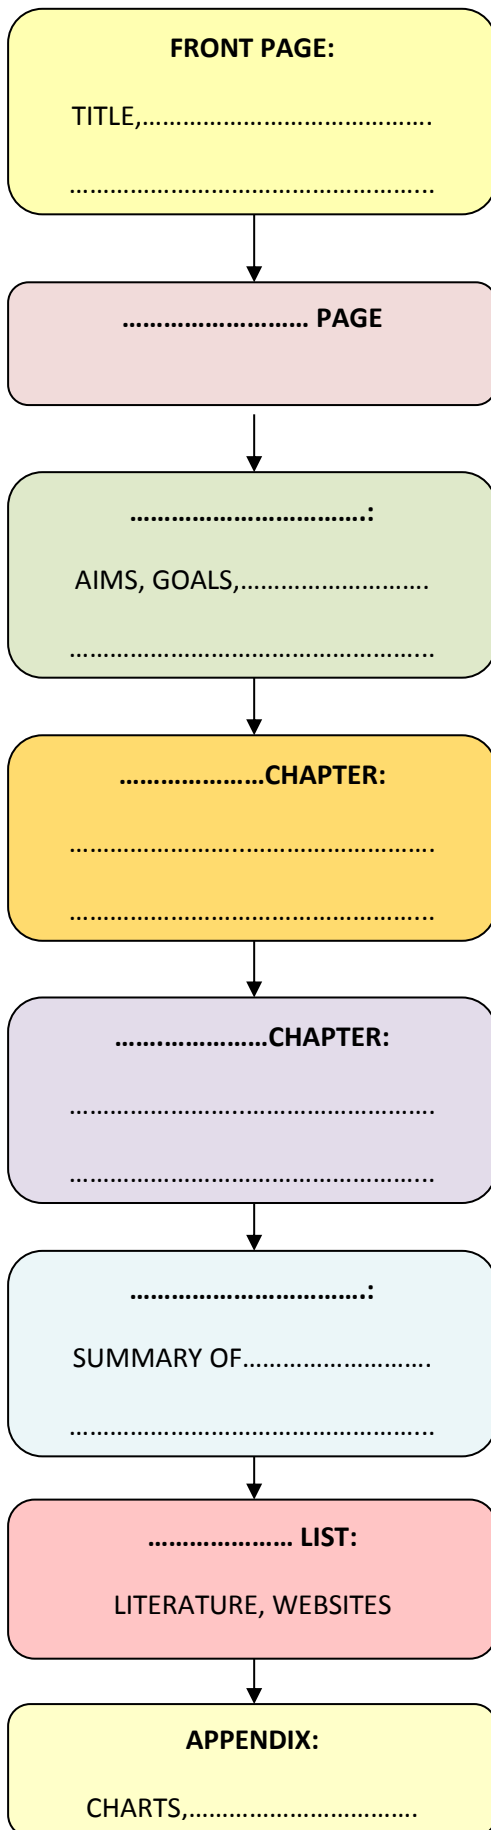 FRONT PAGE:
TITLE,…………………………………….
……………………………………………...
……………………… PAGE
…………………………….:
AIMS, GOALS,……………………….
……………………………………………...
…………………CHAPTER:
……………………..……………………….
……………………………………………...
…….……………CHAPTER:
……………………..……………………….
……………………………………………...
…………………………….:
SUMMARY OF……………………….
……………………………………………...
………………… LIST:
LITERATURE, WEBSITES
APPENDIX:
CHARTS,…………………………….